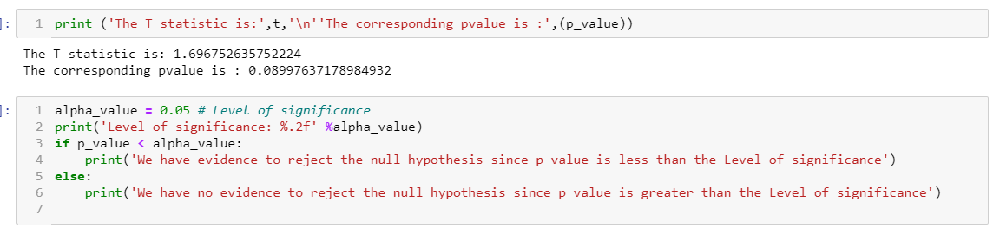 ]: 1 print ('The T statistic is:',t,'\n''The corresponding pvalue is :',(p_value))
The T statistic is: 1.696752635752224
The corresponding pvalue is : 0.08997637178984932
]: 1 alpha_value = 0.05 # Level of significance
2 print('Level of significance: %.2f' %alpha_value)
3 if p_value < alpha_value:
4     print('We have evidence to reject the null hypothesis since p value is less than the Level of significance')
5 else:
6     print('We have no evidence to reject the null hypothesis since p value is greater than the Level of significance')
7